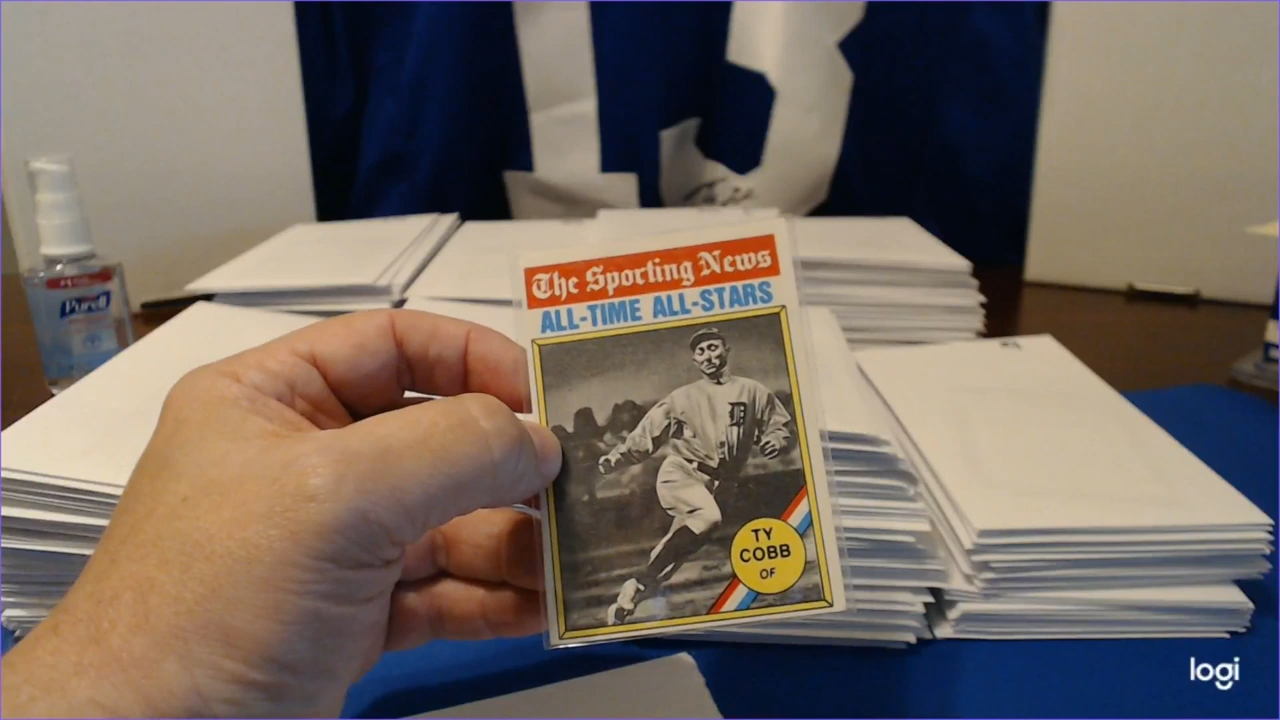 The Sporting News
ALL-TIME ALL-STARS
D
TY
COBB
OF
Purell
logi